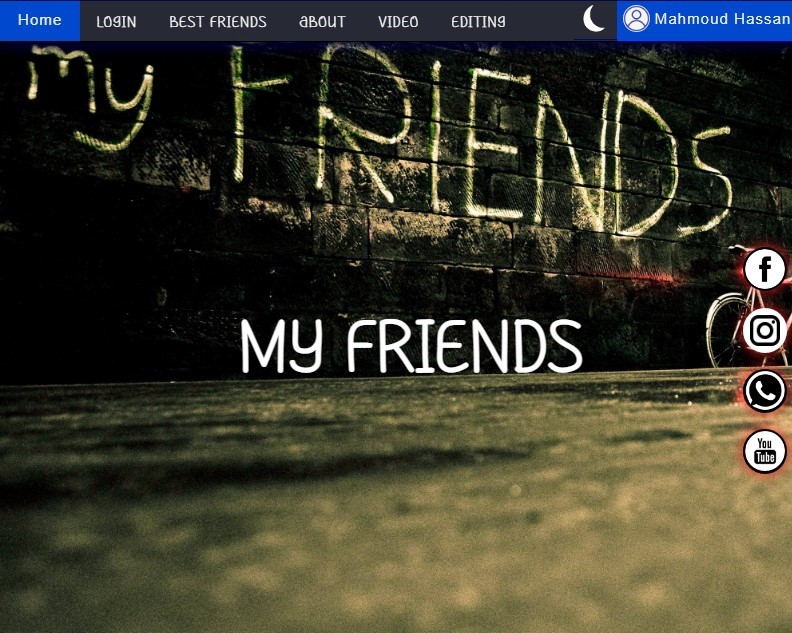 Home LOGIN BEST FRIENDS ABOUT VIDEO EDITING Mahmoud Hassan
my FRIENDS
MY FRIENDS
You
Tube